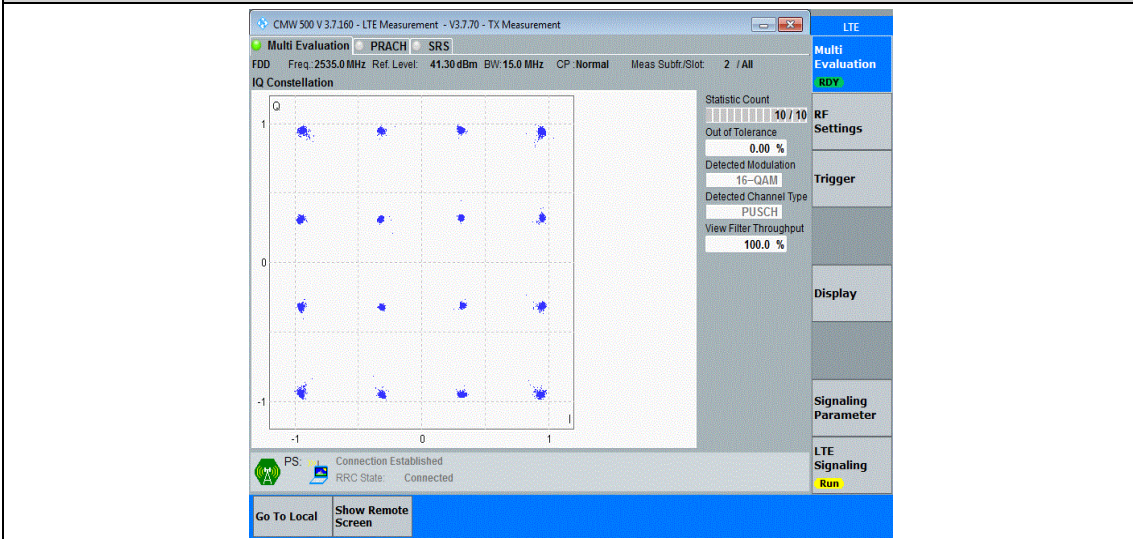 CMW 500 V 3.7.160 - LTE Measurement - V3.7.70 - TX Measurement
LTE
Multi Evaluation PRACH SRS
Multi
Evaluation
RDY
FDD Freq.:2535.0 MHz Ref. Level: 41.30 dBm BW:15.0 MHz CP :Normal Meas Subfr./Slot: 2 / All
IQ Constellation
Q
1
0
-1
-1 0 1
I
Statistic Count
10 / 10
Out of Tolerance
0.00 %
Detected Modulation
16-QAM
Detected Channel Type
PUSCH
View Filter Throughput
100.0 %
RF
Settings
Trigger
Display
Signaling
Parameter
LTE
Signaling
Run
PS: Connection Established
RRC State: Connected
Go To Local
Show Remote
Screen